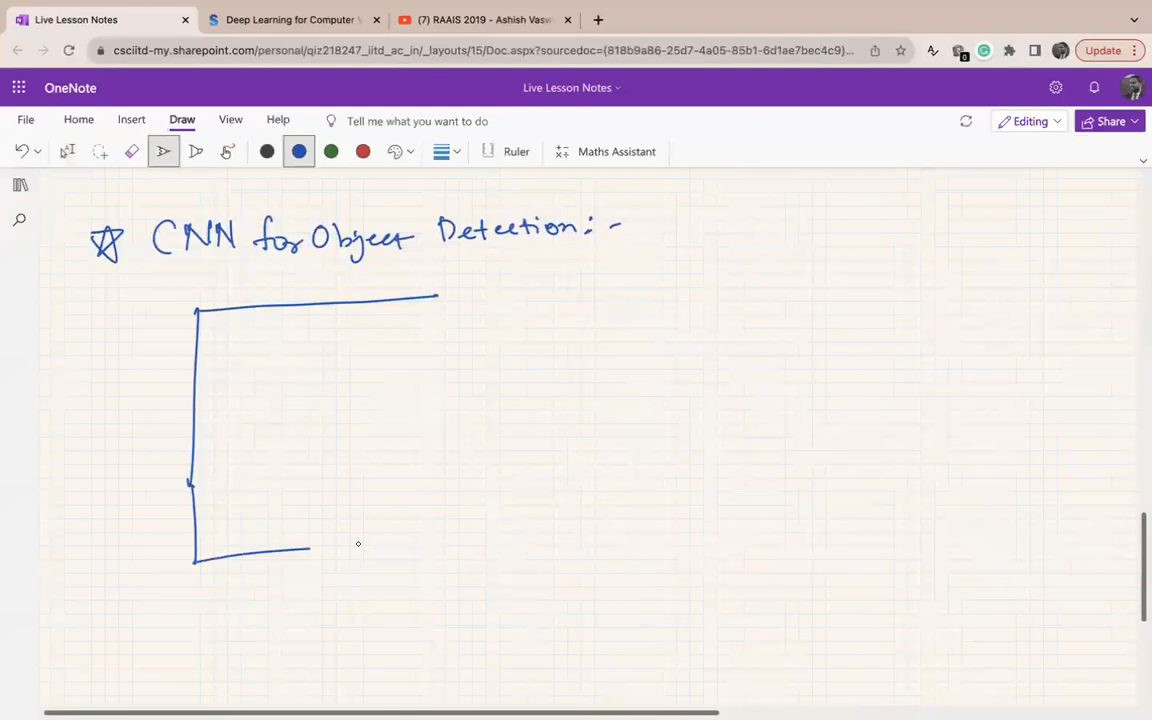 Live Lesson Notes
Deep Learning for Computer V
(7) RAAIS 2019 - Ashish Vasw
csciitd-my.sharepoint.com/personal/qiz218247_iitd_ac_in/_layouts/15/Doc.aspx?sourcedoc={818b9a86-25d7-4a05-85b1-6d1ae7bec4c9}...
0
Update
OneNote
Live Lesson Notes
File Home Insert Draw View Help Tell me what you want to do
Editing
Share
Ruler
Maths Assistant
CNN for Object Detection:-